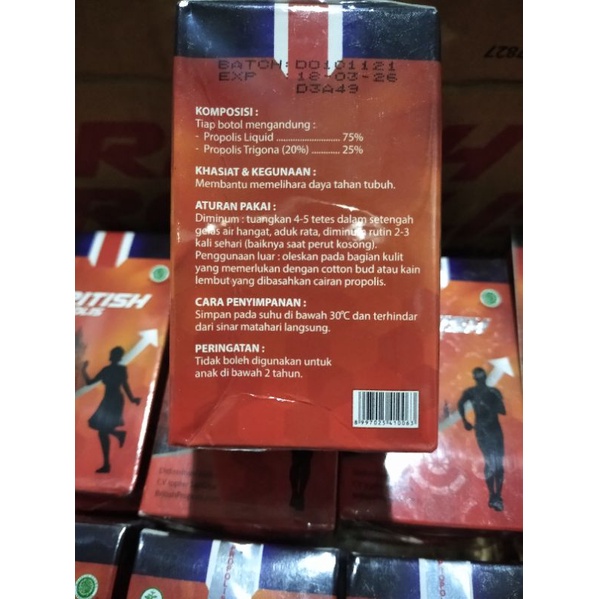 BATCH: D0101121
EXP 18-03-26
D3A49
KOMPOSISI :
Tiap botol mengandung :
- Propolis Liquid ........................... 75%
- Propolis Trigona (20%) ............ 25%
KHASIAT & KEGUNAAN :
Membantu memelihara daya tahan tubuh.
ATURAN PAKAI :
Diminum : tuangkan 4-5 tetes dalam setengah
gelas air hangat, aduk rata, diminum rutin 2-3
kali sehari (baiknya saat perut kosong).
Penggunaan luar : oleskan pada bagian kulit
yang memerlukan dengan cotton bud atau kain
lembut yang dibasahkan cairan propolis.
CARA PENYIMPANAN :
Simpan pada suhu di bawah 30°C dan terhindar
dari sinar matahari langsung.
PERINGATAN :
Tidak boleh digunakan untuk
anak di bawah 2 tahun.
8 997025 410063
RITISH